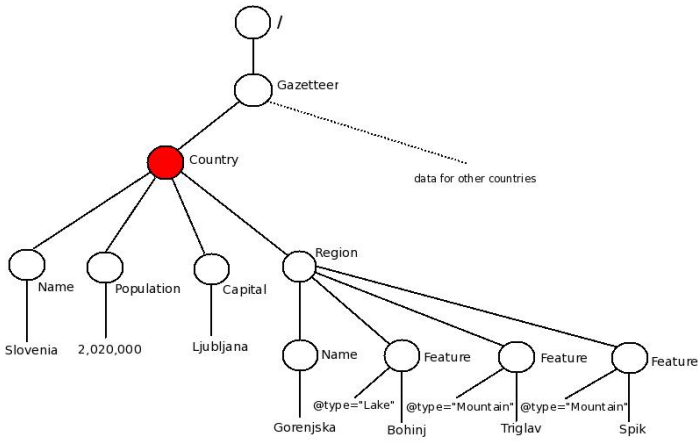 /
Gazetteer
Country
data for other countries
Region
Name
Population
Capital
Slovenia
2,020,000
Ljubljana
Name
Feature
Feature
Feature
@type="Lake"
@type="Mountain"
@type="Mountain"
Gorenjska
Bohinj
Triglav
Spik